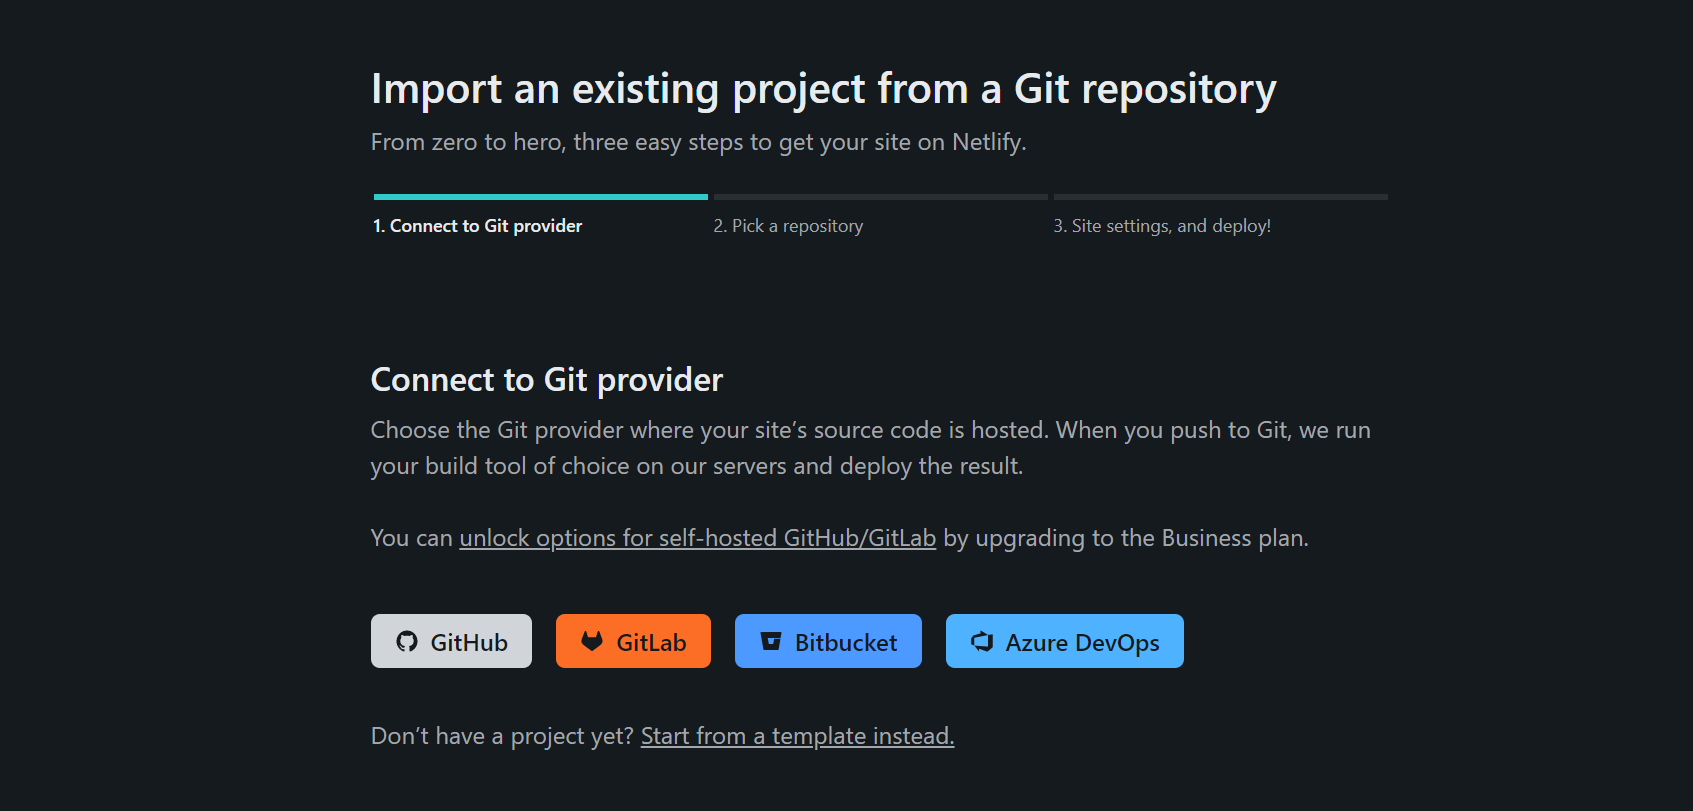 Import an existing project from a Git repository
From zero to hero, three easy steps to get your site on Netlify.
1. Connect to Git provider
2. Pick a repository
3. Site settings, and deploy!
Connect to Git provider
Choose the Git provider where your site’s source code is hosted. When you push to Git, we run
your build tool of choice on our servers and deploy the result.
You can unlock options for self-hosted GitHub/GitLab by upgrading to the Business plan.
GitHub
GitLab
Bitbucket
Azure DevOps
Don’t have a project yet? Start from a template instead.